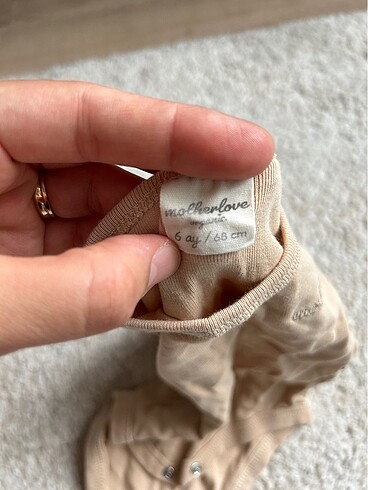 motherlove
organic
6 ay / 68 cm